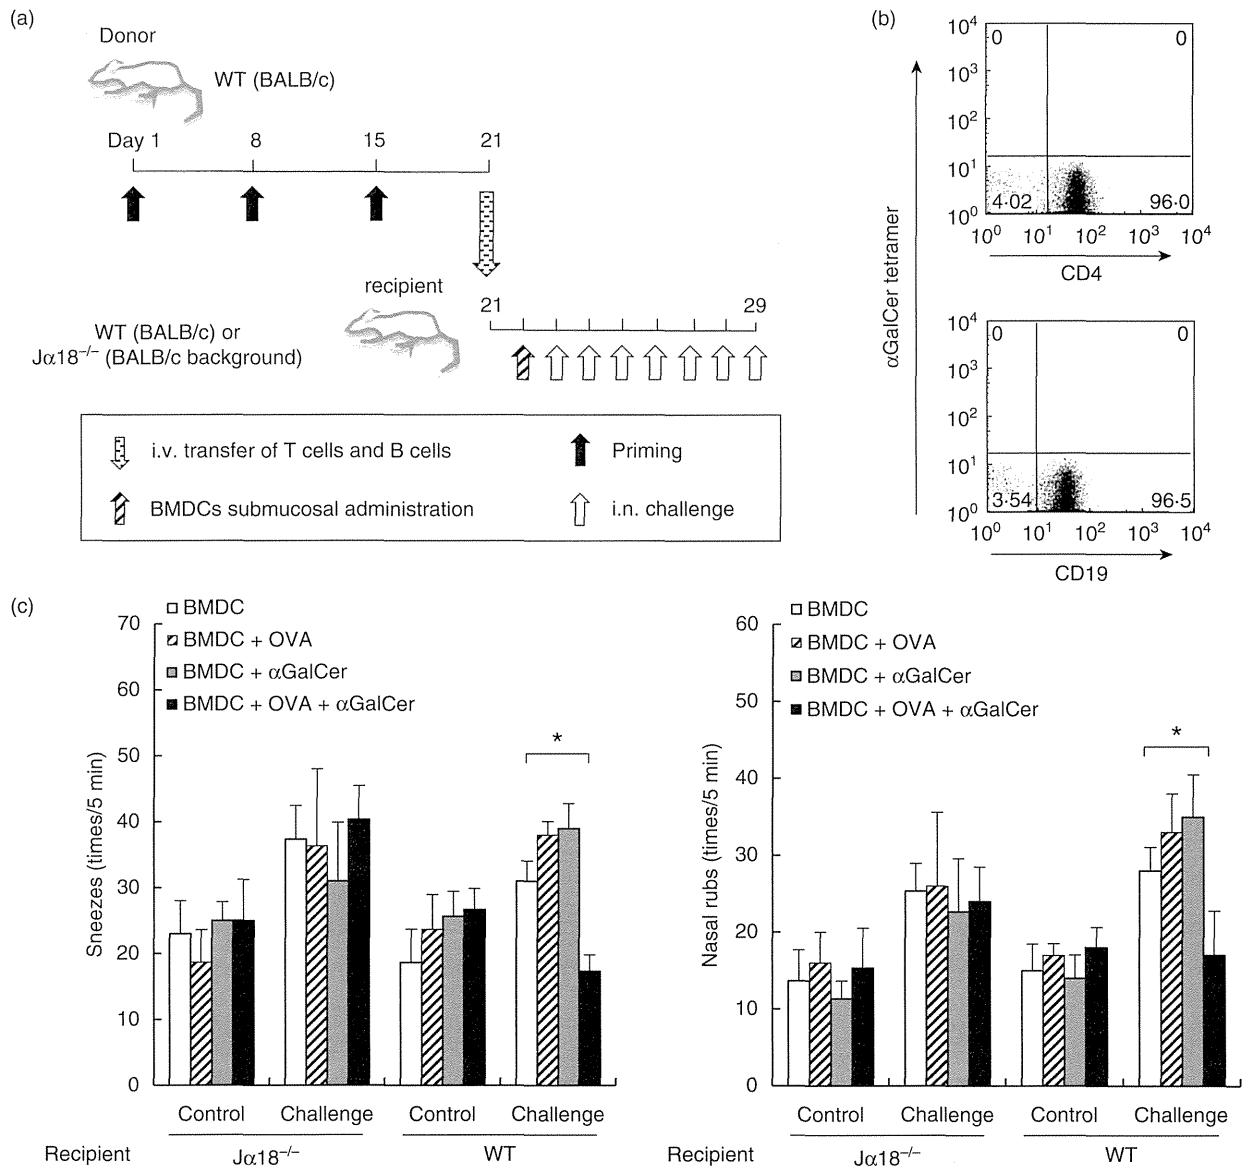 (a)
Donor
WT (BALB/c)
Day 1 8 15 21
recipient
21 29
WT (BALB/c) or
Jα18⁻/⁻ (BALB/c background)
i.v. transfer of T cells and B cells
Priming
BMDCs submucosal administration
i.n. challenge
(b)
αGalCer tetramer
10⁴
10³
10²
10¹
10⁰
0 0
4·02 96·0
10⁰ 10¹ 10² 10³ 10⁴
CD4
10⁴
10³
10²
10¹
10⁰
0 0
3·54 96·5
10⁰ 10¹ 10² 10³ 10⁴
CD19
(c)
BMDC
BMDC + OVA
BMDC + αGalCer
BMDC + OVA + αGalCer
Sneezes (times/5 min)
70
60
50
40
30
20
10
0
*
Control Challenge Control Challenge
Recipient Jα18⁻/⁻ WT
BMDC
BMDC + OVA
BMDC + αGalCer
BMDC + OVA + αGalCer
Nasal rubs (times/5 min)
60
50
40
30
20
10
0
*
Control Challenge Control Challenge
Recipient Jα18⁻/⁻ WT